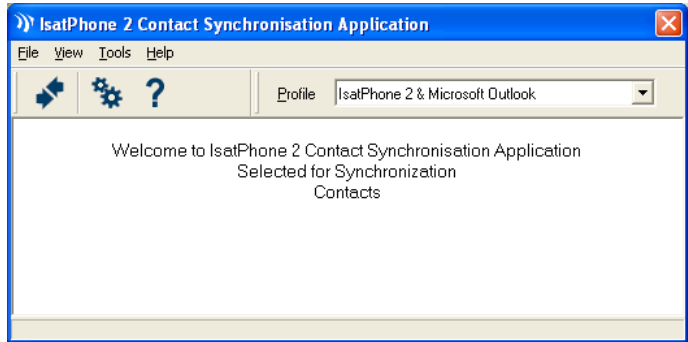 IsatPhone 2 Contact Synchronisation Application
File View Tools Help
? Profile IsatPhone 2 & Microsoft Outlook
Welcome to IsatPhone 2 Contact Synchronisation Application
Selected for Synchronization
Contacts